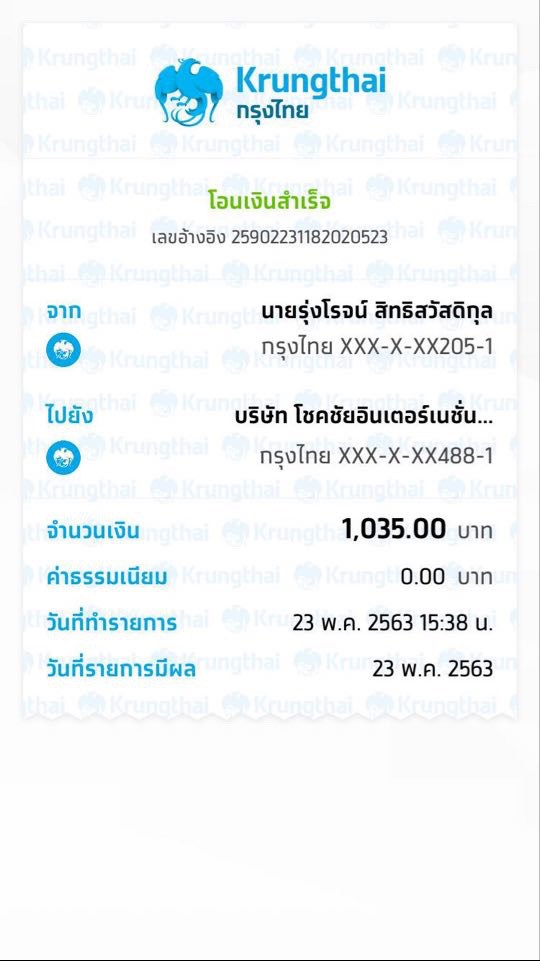 Krungthai
กรุงไทย
โอนเงินสำเร็จ
เลขอ้างอิง 25902231182020523
จาก นายรุ่งโรจน์ สิทธิสวัสดิกุล
กรุงไทย XXX-X-XX205-1
ไปยัง บริษัท โชคชัยอินเตอร์เนชั่น...
กรุงไทย XXX-X-XX488-1
จำนวนเงิน 1,035.00 บาท
ค่าธรรมเนียม 0.00 บาท
วันที่ทำรายการ 23 พ.ค. 2563 15:38 น.
วันที่รายการมีผล 23 พ.ค. 2563